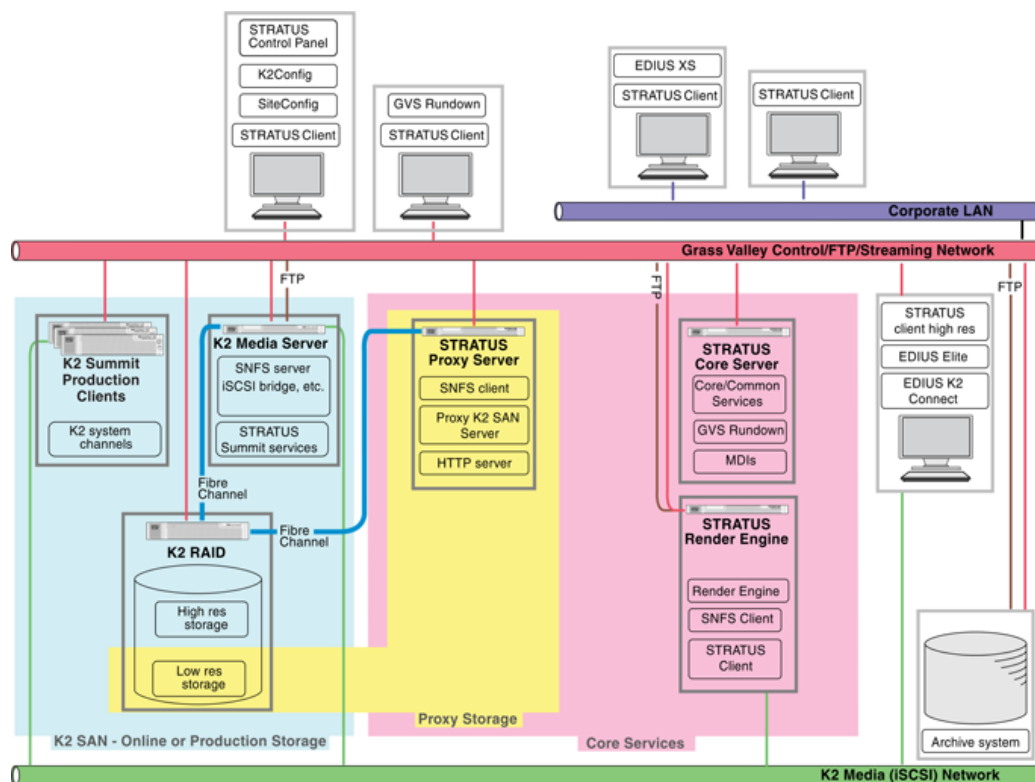 STRATUS
Control Panel
K2Config
SiteConfig
STRATUS Client
GVS Rundown
STRATUS Client
EDIUS XS
STRATUS Client
STRATUS Client
Corporate LAN
Grass Valley Control/FTP/Streaming Network
FTP
FTP
FTP
K2 Summit
Production
Clients
K2 system
channels
K2 Media Server
SNFS server
iSCSI bridge, etc.
STRATUS
Summit services
STRATUS
Proxy Server
SNFS client
Proxy K2 SAN
Server
HTTP server
STRATUS
Core Server
Core/Common
Services
GVS Rundown
MDIs
STRATUS
client high res
EDIUS Elite
EDIUS K2
Connect
Fibre
Channel
Fibre
Channel
K2 RAID
High res
storage
Low res
storage
STRATUS
Render Engine
Render Engine
SNFS Client
STRATUS
Client
Archive system
Proxy Storage
K2 SAN - Online or Production Storage
Core Services
K2 Media (iSCSI) Network